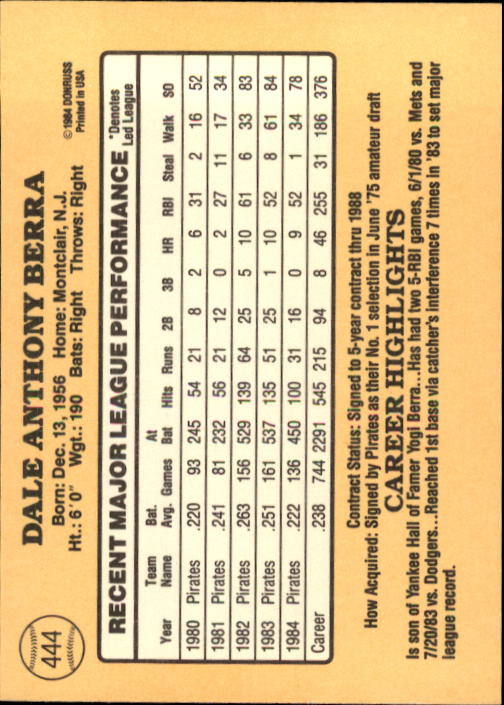 444
DALE ANTHONY BERRA
Born: Dec. 13, 1956 Home: Montclair, N.J.
Ht.: 6' 0" Wgt.: 190 Bats: Right Throws: Right
©1984 DONRUSS
Printed in USA
RECENT MAJOR LEAGUE PERFORMANCE *Denotes Led League
Year Team Name Bat. Avg. Games At Bat Hits Runs 2B 3B HR RBI Steal Walk SO
1980 Pirates .220 93 245 54 21 8 2 6 31 2 16 52
1981 Pirates .241 81 232 56 21 12 0 2 27 11 17 34
1982 Pirates .263 156 529 139 64 25 5 10 61 6 33 83
1983 Pirates .251 161 537 135 51 25 1 10 52 8 61 84
1984 Pirates .222 136 450 100 31 16 0 9 52 1 34 78
Career .238 744 2291 545 215 94 8 46 255 31 186 376
Contract Status: Signed to 5-year contract thru 1988
How Acquired: Signed by Pirates as their No. 1 selection in June '75 amateur draft
CAREER HIGHLIGHTS
Is son of Yankee Hall of Famer Yogi Berra...Has had two 5-RBI games, 6/1/80 vs. Mets and
7/20/83 vs. Dodgers...Reached 1st base via catcher's interference 7 times in '83 to set major
league record.